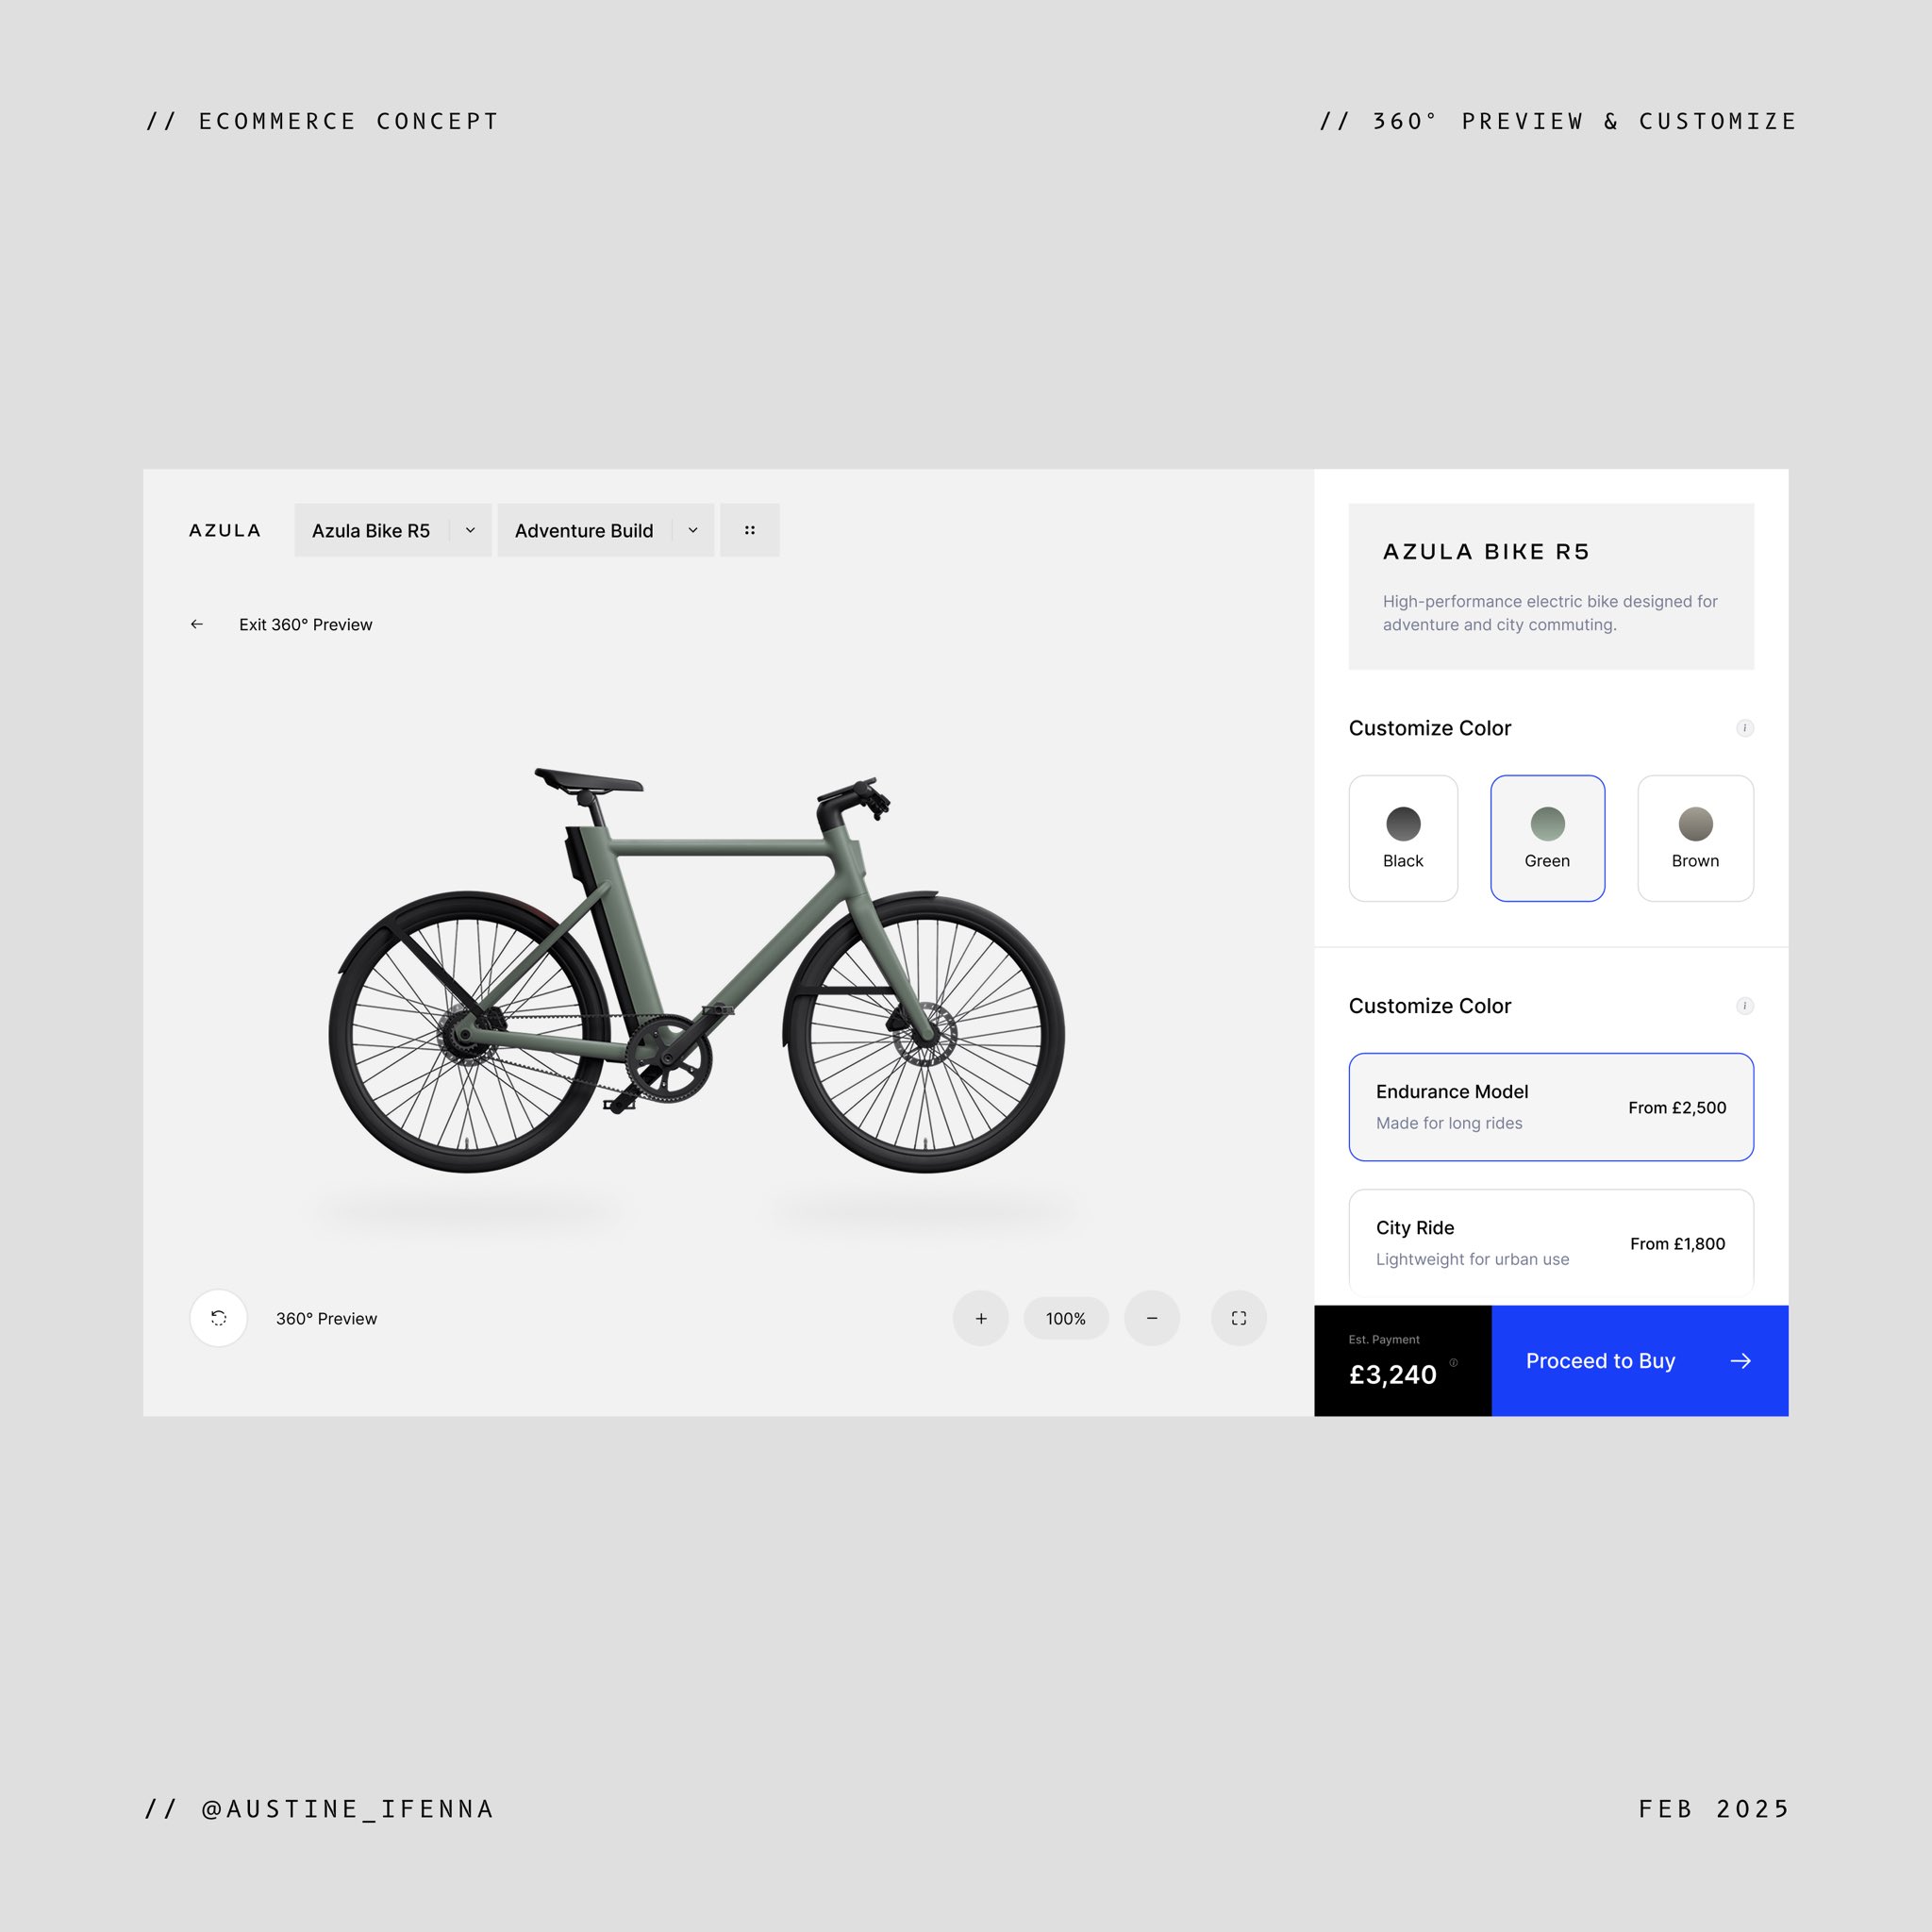 // ECOMMERCE CONCEPT
// 360° PREVIEW & CUSTOMIZE
AZULA
Azula Bike R5
Adventure Build
Exit 360° Preview
360° Preview
100%
AZULA BIKE R5
High-performance electric bike designed for
adventure and city commuting.
Customize Color
i
Black
Green
Brown
Customize Color
i
Endurance Model
Made for long rides
From £2,500
City Ride
Lightweight for urban use
From £1,800
Est. Payment
£3,240
Proceed to Buy
// @AUSTINE_IFENNA
FEB 2025